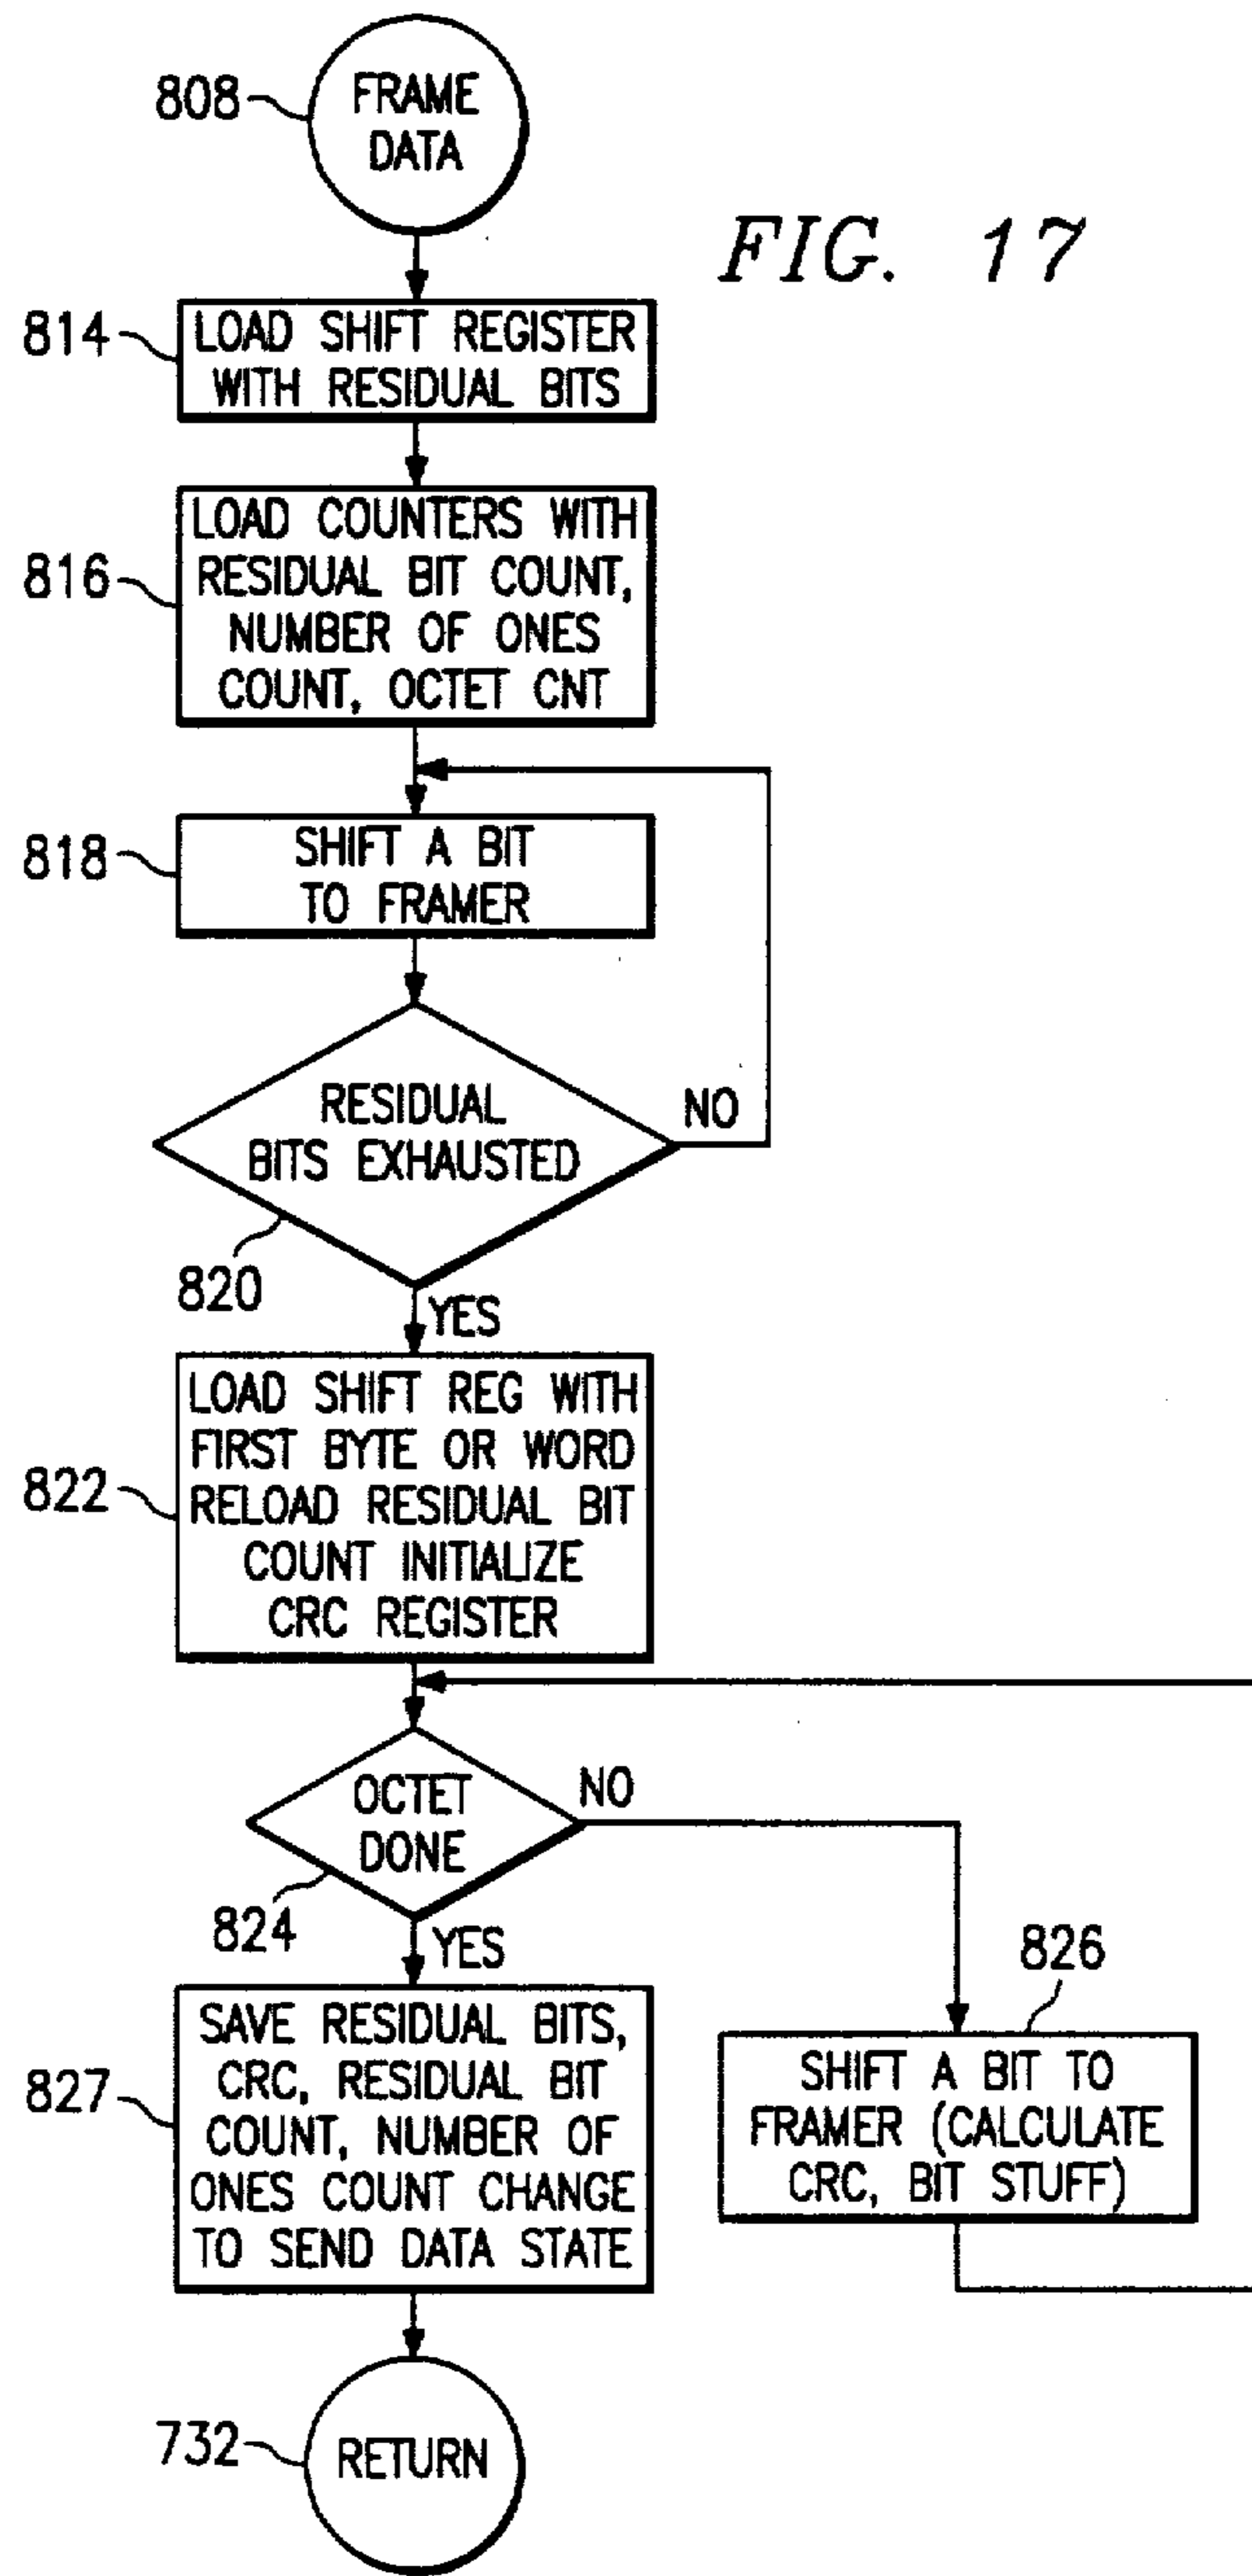 808
FRAME
DATA
FIG. 17
814
LOAD SHIFT REGISTER
WITH RESIDUAL BITS
816
LOAD COUNTERS WITH
RESIDUAL BIT COUNT,
NUMBER OF ONES
COUNT, OCTET CNT
818
SHIFT A BIT
TO FRAMER
RESIDUAL
BITS EXHAUSTED
NO
820
YES
822
LOAD SHIFT REG WITH
FIRST BYTE OR WORD
RELOAD RESIDUAL BIT
COUNT INITIALIZE
CRC REGISTER
OCTET
DONE
NO
824
YES
826
SHIFT A BIT TO
FRAMER (CALCULATE
CRC, BIT STUFF)
827
SAVE RESIDUAL BITS,
CRC, RESIDUAL BIT
COUNT, NUMBER OF
ONES COUNT CHANGE
TO SEND DATA STATE
732
RETURN